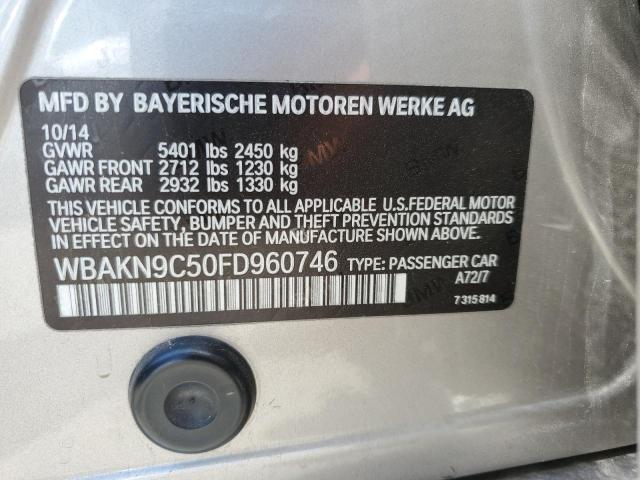 MFD BY BAYERISCHE MOTOREN WERKE AG
10/14
GVWR 5401 lbs 2450 kg
GAWR FRONT 2712 lbs 1230 kg
GAWR REAR 2932 lbs 1330 kg
THIS VEHICLE CONFORMS TO ALL APPLICABLE U.S.FEDERAL MOTOR
VEHICLE SAFETY, BUMPER AND THEFT PREVENTION STANDARDS
IN EFFECT ON THE DATE OF MANUFACTURE SHOWN ABOVE.
WBAKN9C50FD960746 TYPE: PASSENGER CAR
A72/7
7 315 814